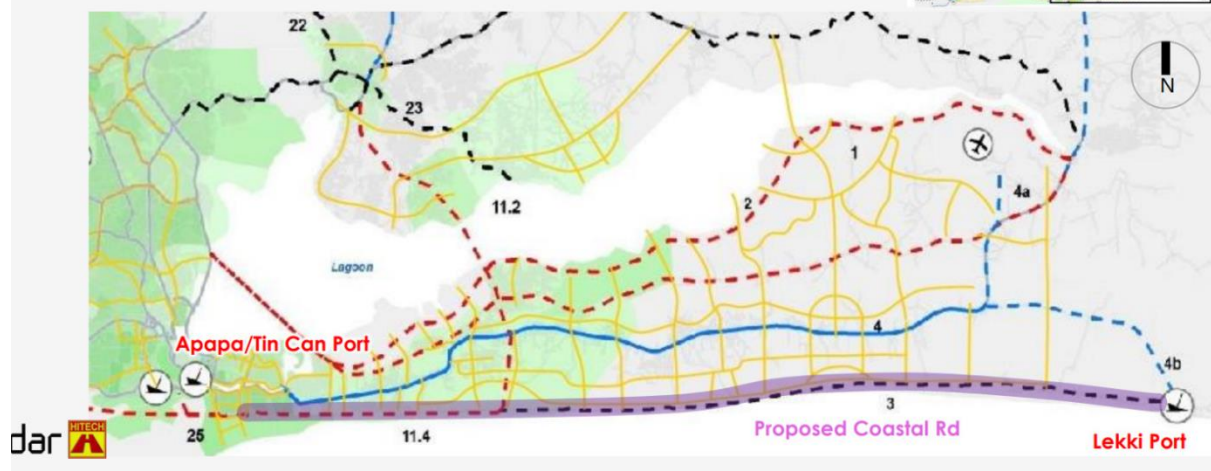 22
N
23
1
4a
11.2
2
Lagoon
4
Apapa/Tin Can Port
4b
3
25
11.4
Proposed Coastal Rd
Lekki Port
dar
HITECH